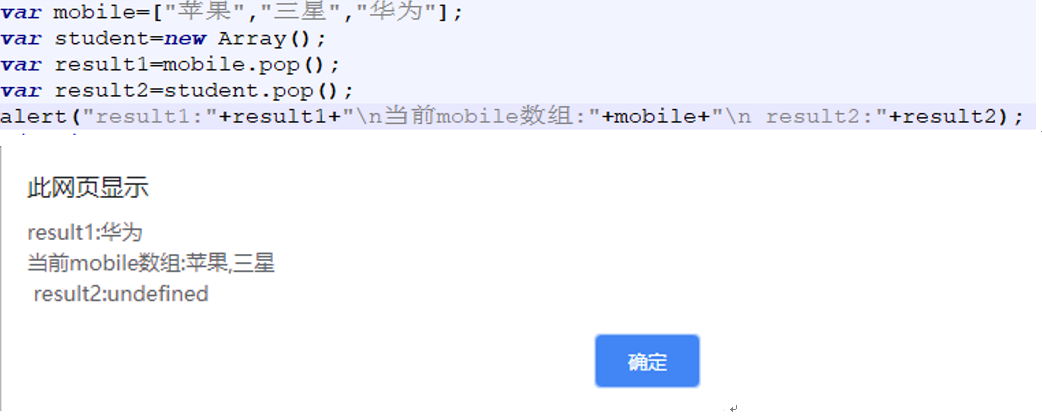 var mobile=["苹果","三星","华为"];
var student=new Array();
var result1=mobile.pop();
var result2=student.pop();
alert("result1:"+result1+"\n当前mobile数组:"+mobile+"\n result2:"+result2);
此网页显示
result1:华为
当前mobile数组:苹果,三星
result2:undefined
确定